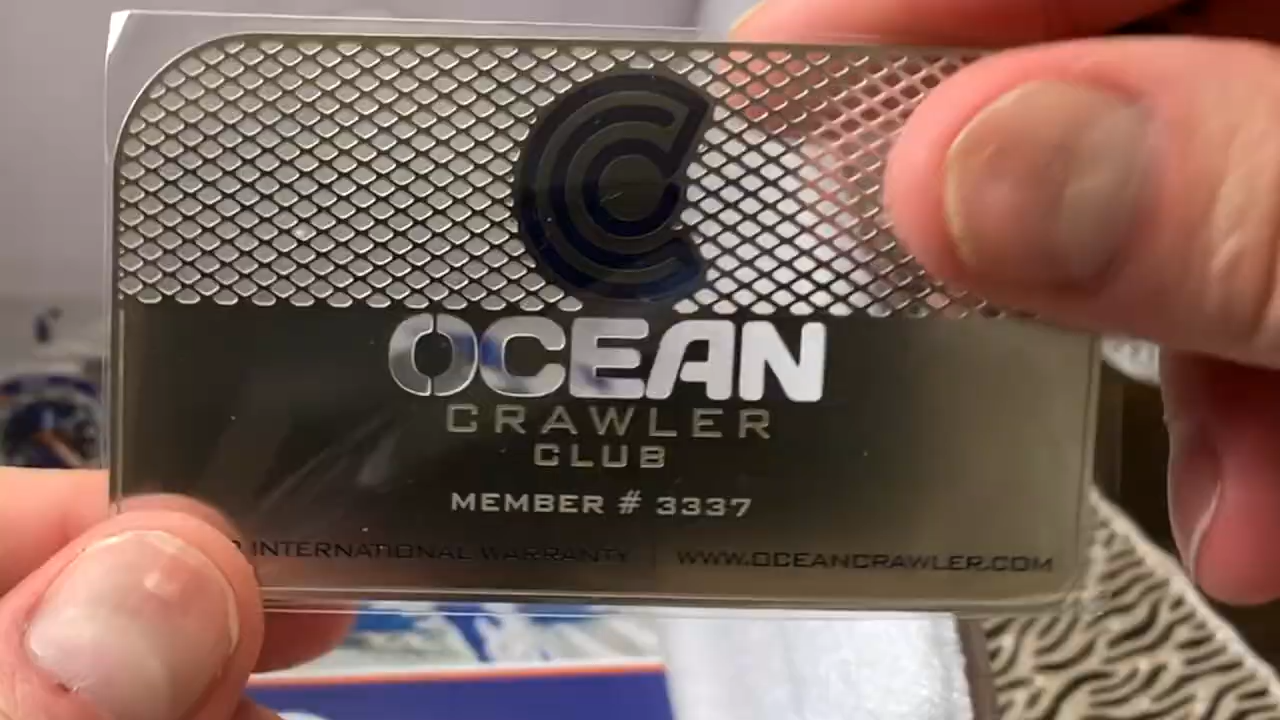 OCEAN
CRAWLER
CLUB
MEMBER # 3337
INTERNATIONAL WARRANTY WWW.OCEANCRAWLER.COM